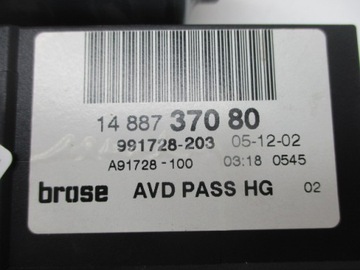 14 887 370 80
991728-203 05-12-02
A91728-100 03:18 0545
brose AVD PASS HG 02